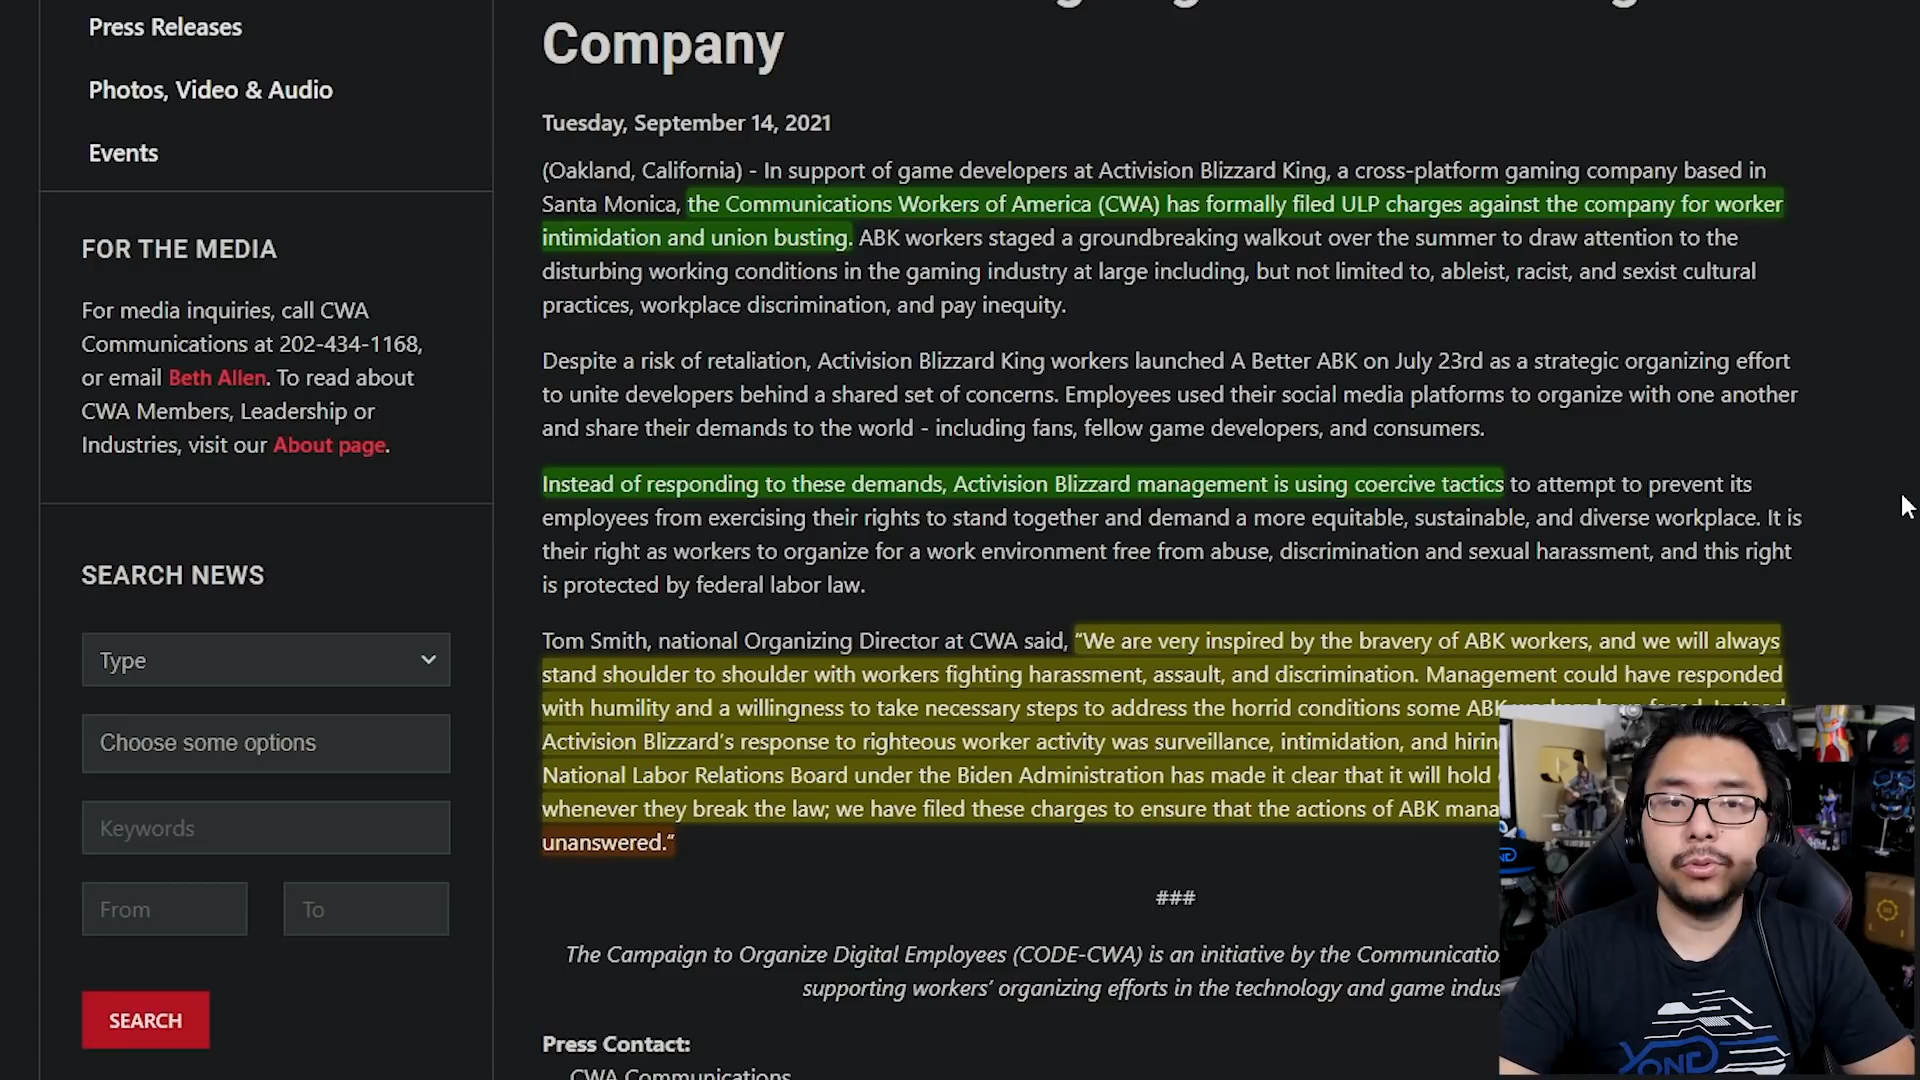 Press Releases
Photos, Video & Audio
Events
FOR THE MEDIA
For media inquiries, call CWA
Communications at 202-434-1168,
or email Beth Allen. To read about
CWA Members, Leadership or
Industries, visit our About page.
SEARCH NEWS
Type
Choose some options
Keywords
From
To
SEARCH
Company
Tuesday, September 14, 2021
(Oakland, California) - In support of game developers at Activision Blizzard King, a cross-platform gaming company based in
Santa Monica, the Communications Workers of America (CWA) has formally filed ULP charges against the company for worker
intimidation and union busting. ABK workers staged a groundbreaking walkout over the summer to draw attention to the
disturbing working conditions in the gaming industry at large including, but not limited to, ableist, racist, and sexist cultural
practices, workplace discrimination, and pay inequity.
Despite a risk of retaliation, Activision Blizzard King workers launched A Better ABK on July 23rd as a strategic organizing effort
to unite developers behind a shared set of concerns. Employees used their social media platforms to organize with one another
and share their demands to the world - including fans, fellow game developers, and consumers.
Instead of responding to these demands, Activision Blizzard management is using coercive tactics to attempt to prevent its
employees from exercising their rights to stand together and demand a more equitable, sustainable, and diverse workplace. It is
their right as workers to organize for a work environment free from abuse, discrimination and sexual harassment, and this right
is protected by federal labor law.
Tom Smith, national Organizing Director at CWA said, “We are very inspired by the bravery of ABK workers, and we will always
stand shoulder to shoulder with workers fighting harassment, assault, and discrimination. Management could have responded
with humility and a willingness to take necessary steps to address the horrid conditions some ABK
Activision Blizzard’s response to righteous worker activity was surveillance, intimidation, and hirin
National Labor Relations Board under the Biden Administration has made it clear that it will hold
whenever they break the law; we have filed these charges to ensure that the actions of ABK mana
unanswered.“
###
The Campaign to Organize Digital Employees (CODE-CWA) is an initiative by the Communicatio
supporting workers’ organizing efforts in the technology and game indus
Press Contact:
CWA Communications
YONG